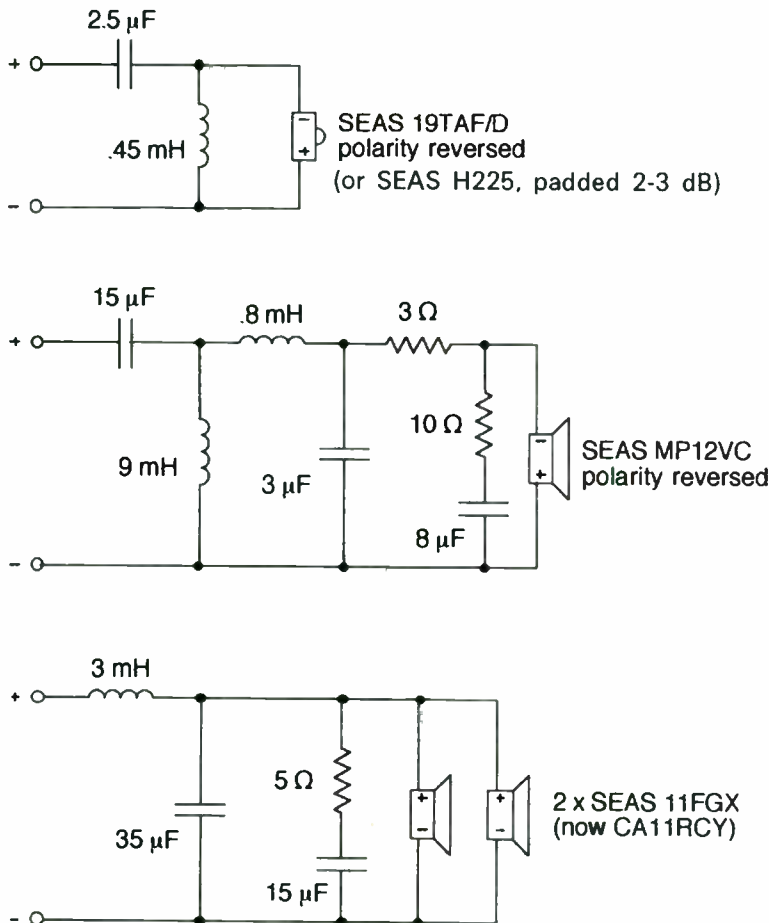 2.5 µF
+
.45 mH
-
+
SEAS 19TAF/D
polarity reversed
(or SEAS H225, padded 2-3 dB)
-
15 µF
.8 mH
3 Ω
+
9 mH
3 µF
10 Ω
8 µF
-
+
SEAS MP12VC
polarity reversed
-
3 mH
+
35 µF
5 Ω
15 µF
+
-
+
-
2 x SEAS 11FGX
(now CA11RCY)
-